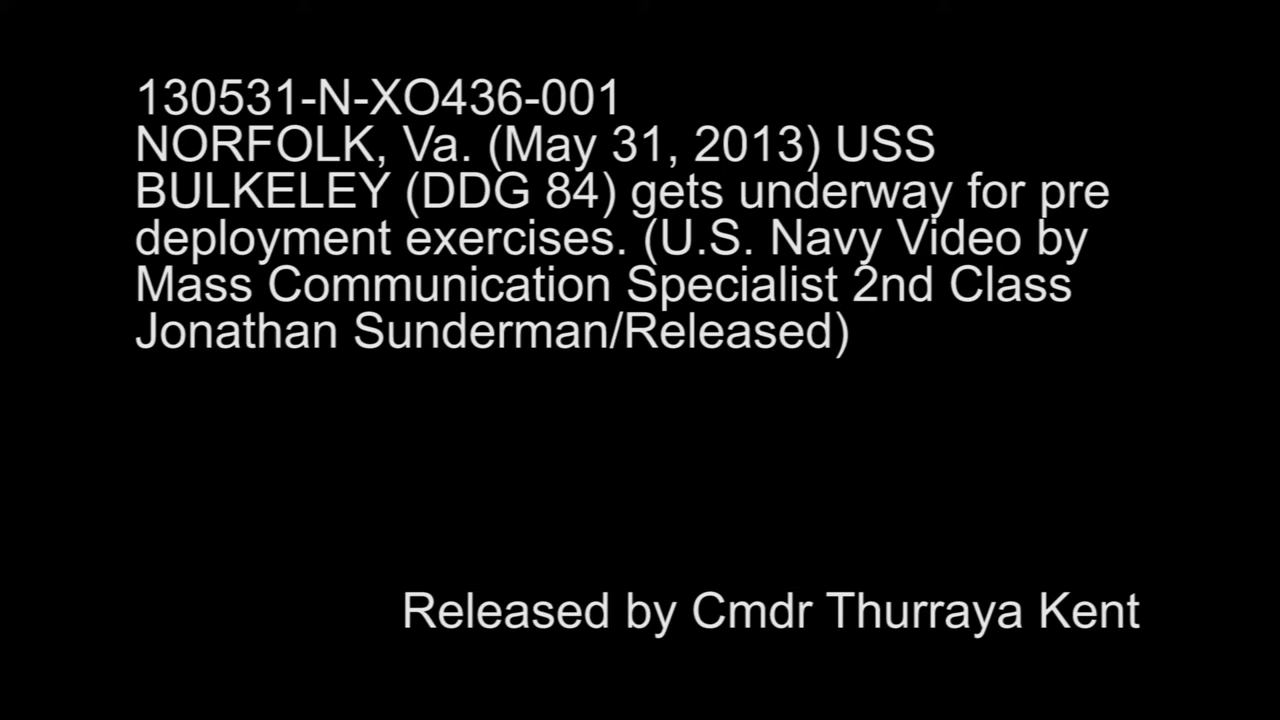 130531-N-XO436-001
NORFOLK, Va. (May 31, 2013) USS
BULKELEY (DDG 84) gets underway for pre
deployment exercises. (U.S. Navy Video by
Mass Communication Specialist 2nd Class
Jonathan Sunderman/Released)
Released by Cmdr Thurraya Kent